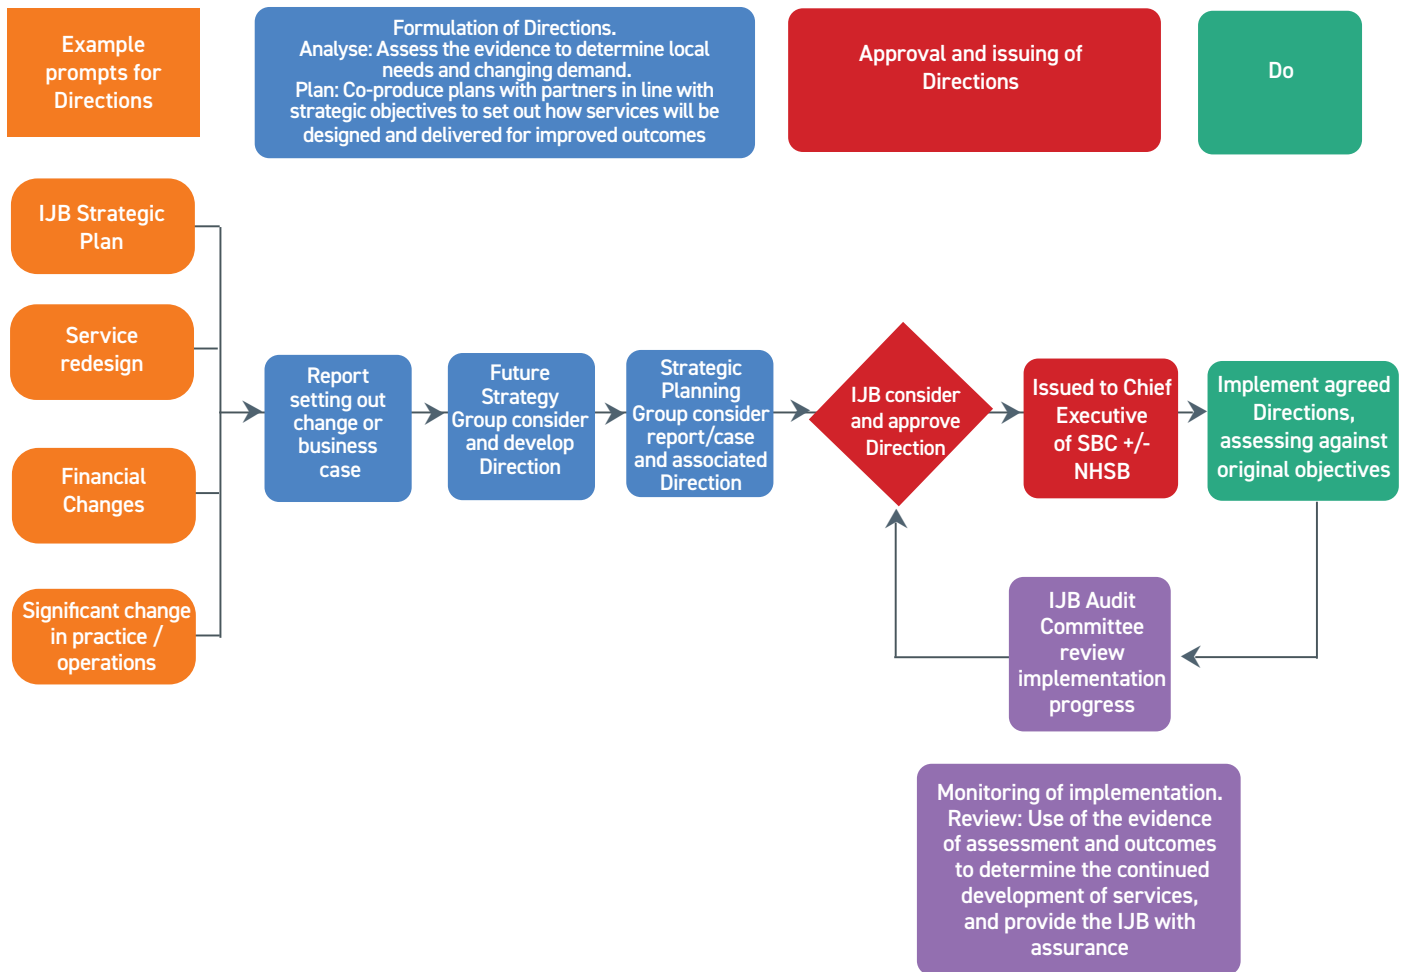 Example
prompts for
Directions
Formulation of Directions.
Analyse: Assess the evidence to determine local
needs and changing demand.
Plan: Co-produce plans with partners in line with
strategic objectives to set out how services will be
designed and delivered for improved outcomes
Approval and issuing of
Directions
Do
IJB Strategic
Plan
Service
redesign
Financial
Changes
Significant change
in practice /
operations
Report
setting out
change or
business
case
Future
Strategy
Group consider
and develop
Direction
Strategic
Planning
Group consider
report/case
and associated
Direction
IJB consider
and approve
Direction
Issued to Chief
Executive
of SBC +/-
NHSB
Implement agreed
Directions,
assessing against
original objectives
IJB Audit
Committee
review
implementation
progress
Monitoring of implementation.
Review: Use of the evidence
of assessment and outcomes
to determine the continued
development of services,
and provide the IJB with
assurance